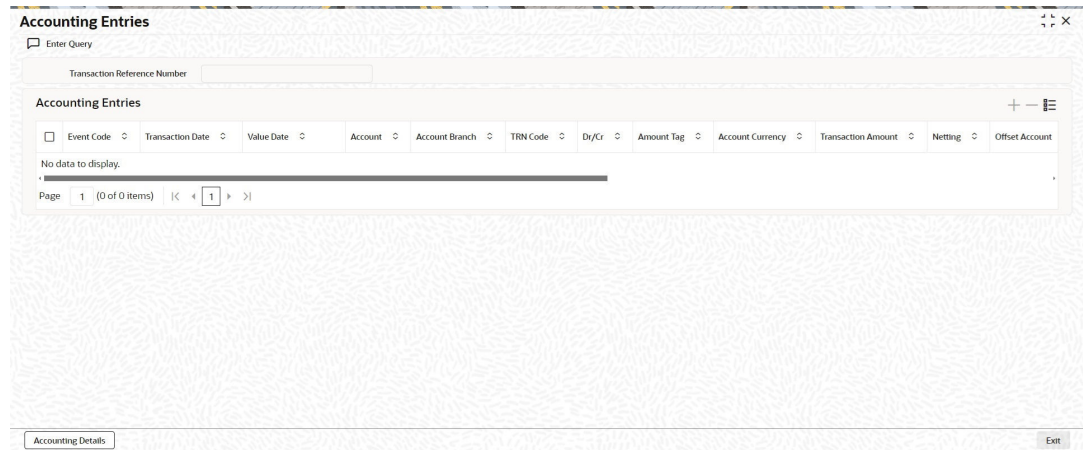 Accounting Entries
Enter Query
Transaction Reference Number
Accounting Entries
Event Code Transaction Date Value Date Account Account Branch TRN Code Dr/Cr Amount Tag Account Currency Transaction Amount Netting Offset Account
No data to display.
Page 1 (0 of 0 items) 1
Accounting Details Exit